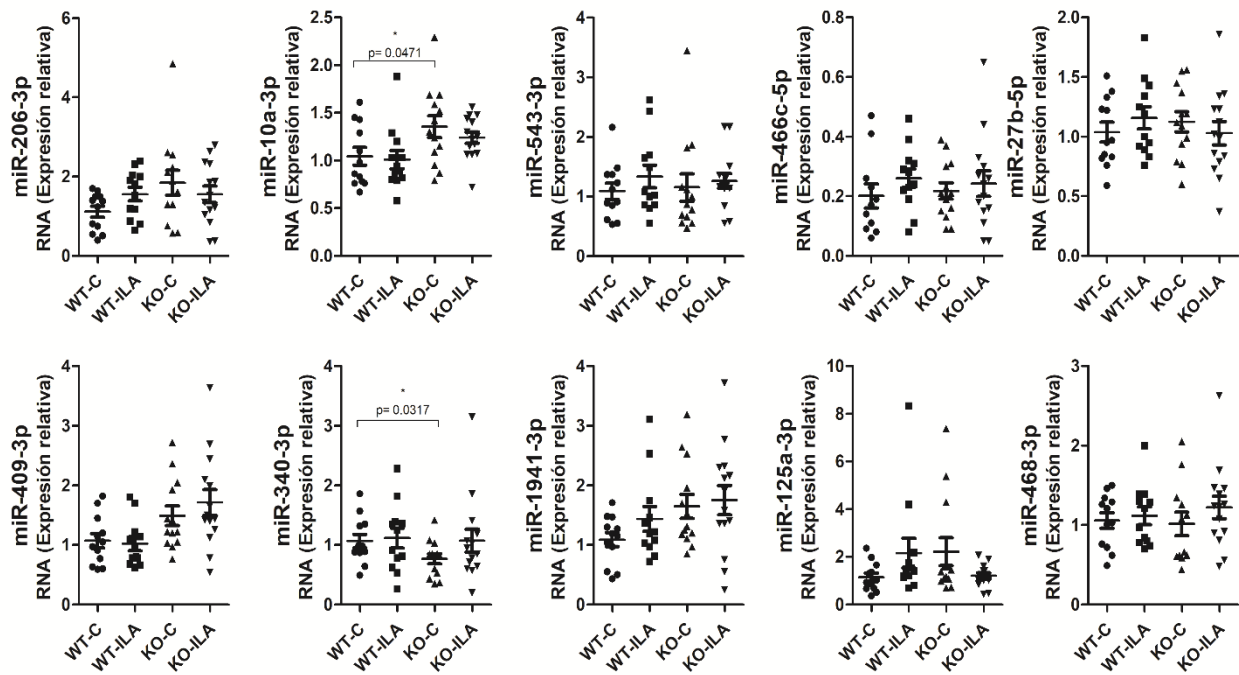 miR-206-3p
RNA (Expresión relativa)
6
4
2
0
WT-C
WT-ILA
KO-C
KO-ILA
miR-10a-3p
RNA (Expresión relativa)
2.5
2.0
1.5
1.0
0.5
0.0
*
p= 0.0471
WT-C
WT-ILA
KO-C
KO-ILA
miR-543-3p
RNA (Expresión relativa)
4
3
2
1
0
WT-C
WT-ILA
KO-C
KO-ILA
miR-466c-5p
RNA (Expresión relativa)
0.8
0.6
0.4
0.2
0.0
WT-C
WT-ILA
KO-C
KO-ILA
miR-27b-5p
RNA (Expresión relativa)
2.0
1.5
1.0
0.5
0.0
WT-C
WT-ILA
KO-C
KO-ILA
miR-409-3p
RNA (Expresión relativa)
4
3
2
1
0
WT-C
WT-ILA
KO-C
KO-ILA
miR-340-3p
RNA (Expresión relativa)
4
3
2
1
0
*
p= 0.0317
WT-C
WT-ILA
KO-C
KO-ILA
miR-1941-3p
RNA (Expresión relativa)
4
3
2
1
0
WT-C
WT-ILA
KO-C
KO-ILA
miR-125a-3p
RNA (Expresión relativa)
10
8
6
4
2
0
WT-C
WT-ILA
KO-C
KO-ILA
miR-468-3p
RNA (Expresión relativa)
3
2
1
0
WT-C
WT-ILA
KO-C
KO-ILA